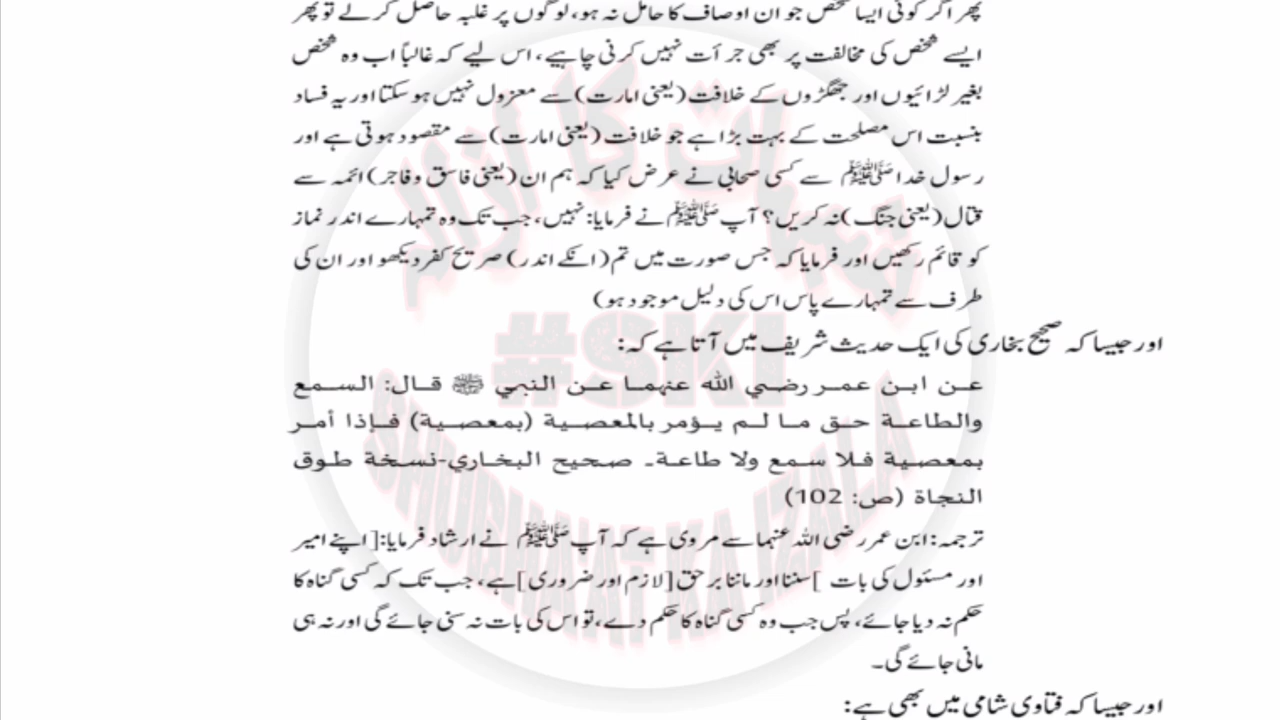 پھر اگر کوئی ایسا شخص جو ان اوصاف کا حامل نہ ہو، لوگوں پر غلبہ حاصل کرلے تو پھر
ایسے شخص کی مخالفت پر بھی جرأت نہیں کرنی چاہیے، اس لیے کہ غالباً اب وہ شخص
بغیر لڑائیوں اور جھگڑوں کے خلافت (یعنی امارت) سے معزول نہیں ہو سکتا اور یہ فساد
بنسبت اس مصلحت کے بہت بڑا ہے جو خلافت (یعنی امارت) سے مقصود ہوتی ہے اور
رسول خدا ﷺ سے کسی صحابی نے عرض کیا کہ ہم ان (یعنی فاسق و فاجر) ائمہ سے
قتال (یعنی جنگ) نہ کریں؟ آپ ﷺ نے فرمایا: نہیں، جب تک وہ تمہارے اندر نماز
کو قائم رکھیں اور فرمایا کہ جس صورت میں تم (انکے اندر) صریح کفر دیکھو اور ان کی
طرف سے تمہارے پاس اس کی دلیل موجود ہو)
اور جیسا کہ صحیح بخاری کی ایک حدیث شریف میں آتا ہے کہ:
عن ابن عمر رضي الله عنهما عن النبي ﷺ قال: السمع
والطاعة حق ما لم يؤمر بالمعصية (بمعصية) فإذا أمر
بمعصية فلا سمع ولا طاعة۔ صحيح البخاري-نسخة طوق
النجاة (ص: 102)
ترجمہ: ابن عمر رضی اللہ عنہما سے مروی ہے کہ آپ ﷺ نے ارشاد فرمایا: [اپنے امیر
اور مسئول کی بات ] سننا اور ماننا برحق [لازم اور ضروری] ہے، جب تک کہ کسی گناہ کا
حکم نہ دیا جائے، پس جب وہ کسی گناہ کا حکم دے، تو اس کی بات نہ سنی جائے گی اور نہ ہی
مانی جائے گی۔
اور جیسا کہ فتاوی شامی میں بھی ہے:
شبہات کا ازالہ
#SKI
SHUBHAAT KA IZALA